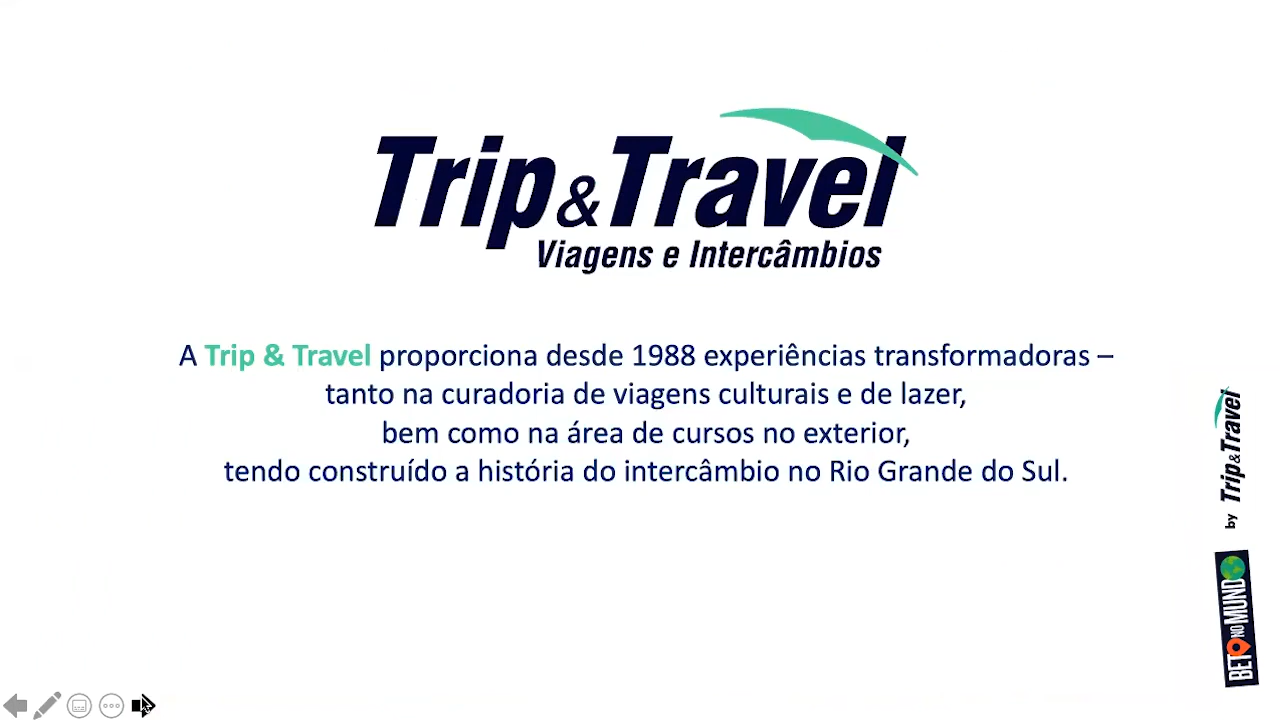 Trip&Travel
Viagens e Intercâmbios
A Trip & Travel proporciona desde 1988 experiências transformadoras –
tanto na curadoria de viagens culturais e de lazer,
bem como na área de cursos no exterior,
tendo construído a história do intercâmbio no Rio Grande do Sul.
BETO NO MUNDO
by Trip&Travel